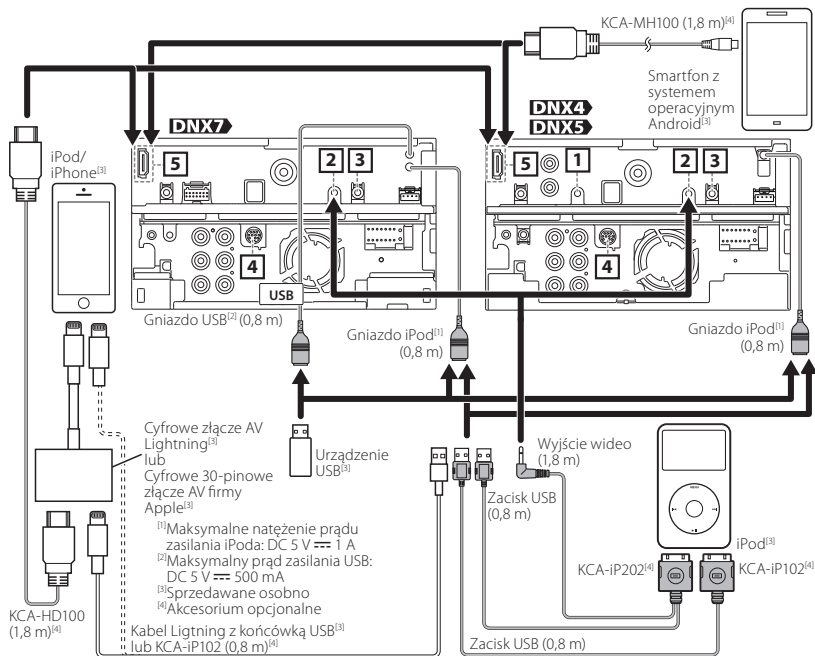 KCA-MH100 (1,8 m)[4]
Smartfon z
systemem
operacyjnym
Android[3]
DNX7
DNX4
DNX5
iPod/
iPhone[3]
5
2
3
4
5
1
2
3
4
USB
Gniazdo USB[2] (0,8 m)
Gniazdo iPod[1]
(0,8 m)
Gniazdo iPod[1]
(0,8 m)
Cyfrowe złącze AV
Lightning[3]
lub
Cyfrowe 30-pinowe
złącze AV firmy
Apple[3]
Urządzenie
USB[3]
Wyjście wideo
(1,8 m)
Zacisk USB
(0,8 m)
MENU
iPod[3]
[1]Maksymalne natężenie prądu
zasilania iPoda: DC 5 V ⎓ 1 A
[2]Maksymalny prąd zasilania USB:
DC 5 V ⎓ 500 mA
[3]Sprzedawane osobno
[4]Akcesorium opcjonalne
KCA-iP202[4]
KCA-iP102[4]
KCA-HD100
(1,8 m)[4]
Kabel Ligtning z końcówką USB[3]
lub KCA-iP102 (0,8 m)[4]
Zacisk USB (0,8 m)